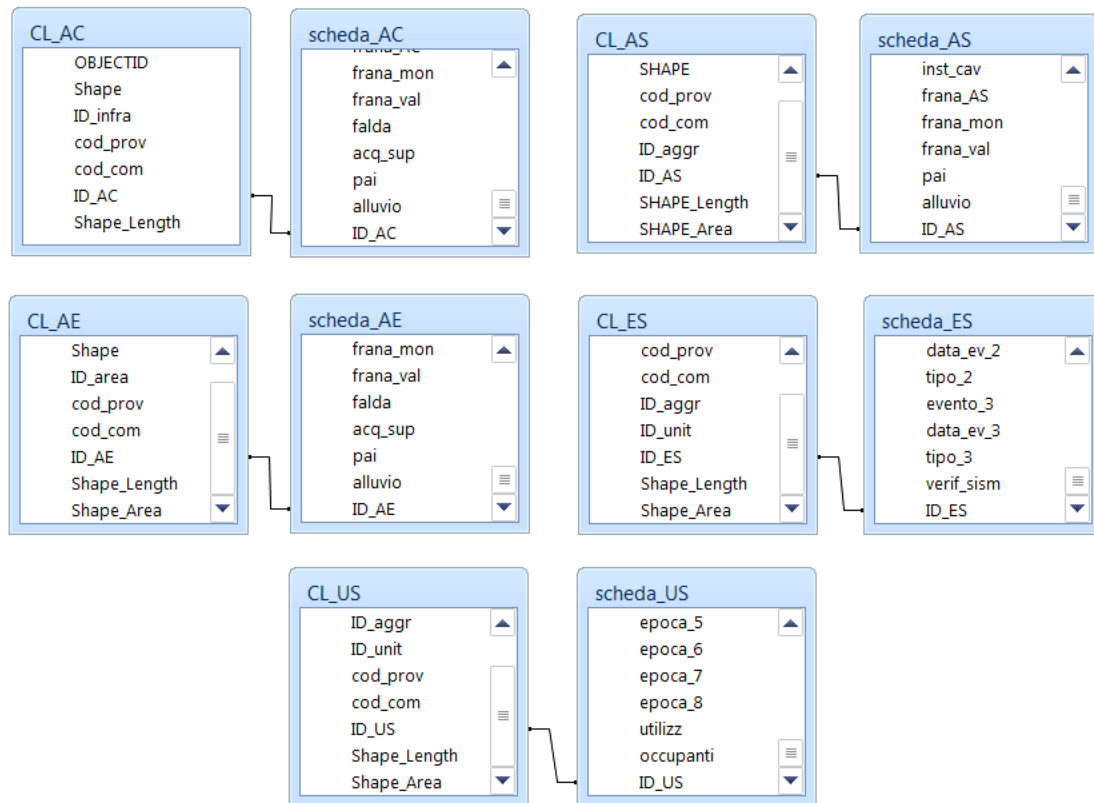 CL_AC
OBJECTID
Shape
ID_infra
cod_prov
cod_com
ID_AC
Shape_Length
scheda_AC
frana_AC
frana_mon
frana_val
falda
acq_sup
pai
alluvio
ID_AC
CL_AS
SHAPE
cod_prov
cod_com
ID_aggr
ID_AS
SHAPE_Length
SHAPE_Area
scheda_AS
inst_cav
frana_AS
frana_mon
frana_val
pai
alluvio
ID_AS
CL_AE
Shape
ID_area
cod_prov
cod_com
ID_AE
Shape_Length
Shape_Area
scheda_AE
frana_mon
frana_val
falda
acq_sup
pai
alluvio
ID_AE
CL_ES
cod_prov
cod_com
ID_aggr
ID_unit
ID_ES
Shape_Length
Shape_Area
scheda_ES
data_ev_2
tipo_2
evento_3
data_ev_3
tipo_3
verif_sism
ID_ES
CL_US
ID_aggr
ID_unit
cod_prov
cod_com
ID_US
Shape_Length
Shape_Area
scheda_US
epoca_5
epoca_6
epoca_7
epoca_8
utilizz
occupanti
ID_US